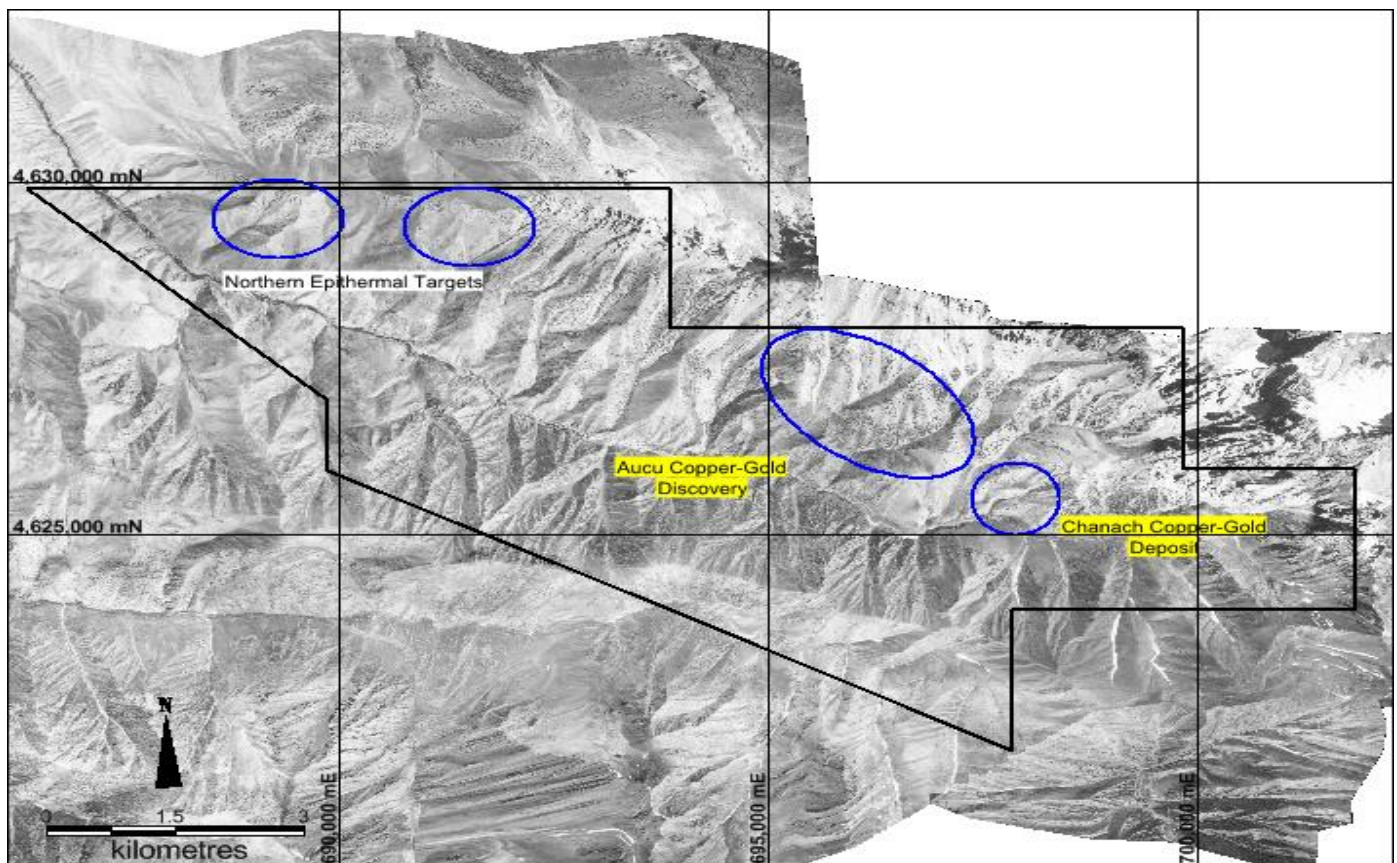 4,630,000 mN
Northern Epithermal Targets
Aucu Copper-Gold
Discovery
Chanach Copper-Gold
Deposit
4,625,000 mN
N
0 1.5 3
kilometres
690,000 mE
695,000 mE
700,000 mE